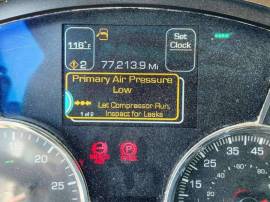 116°F
Set
Clock
2
77,213.9 Mi
Primary Air Pressure
Low
Let Compressor Run,
Inspect for Leaks
1 of 2
P
20
25
15
25
35
45